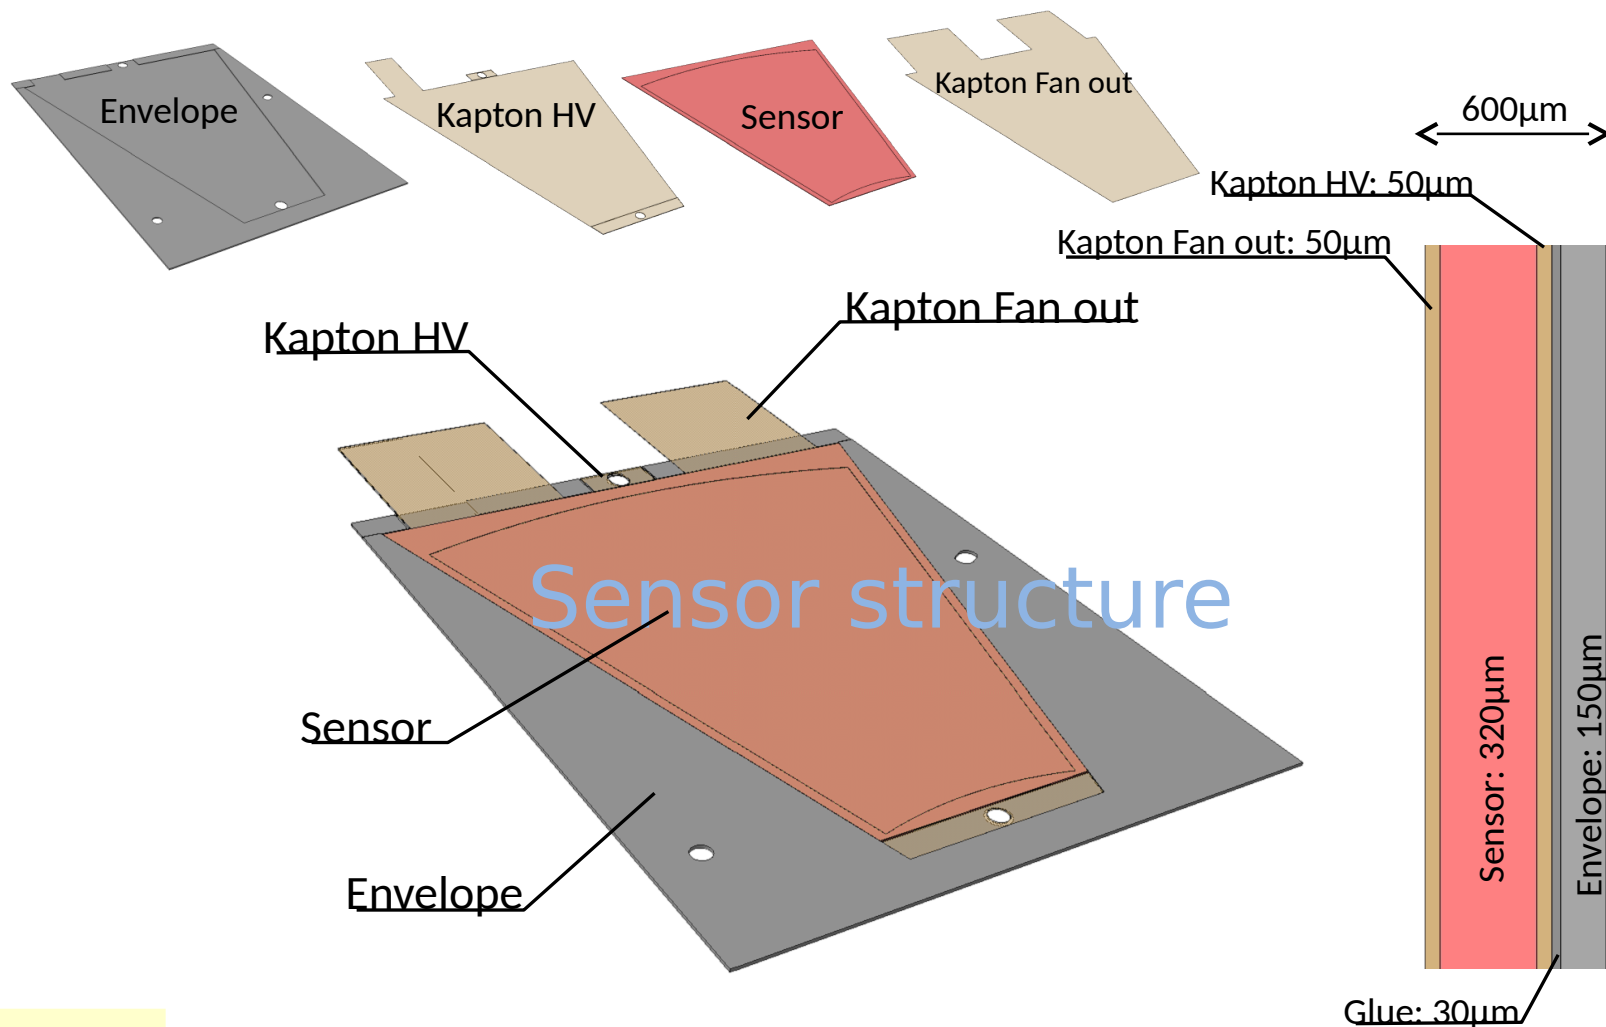 Envelope
Kapton HV
Sensor
Kapton Fan out
600µm
Kapton HV: 50µm
Kapton Fan out: 50µm
Kapton HV
Kapton Fan out
Sensor structure
Sensor
Envelope
Sensor: 320µm
Envelope: 150µm
Glue: 30µm